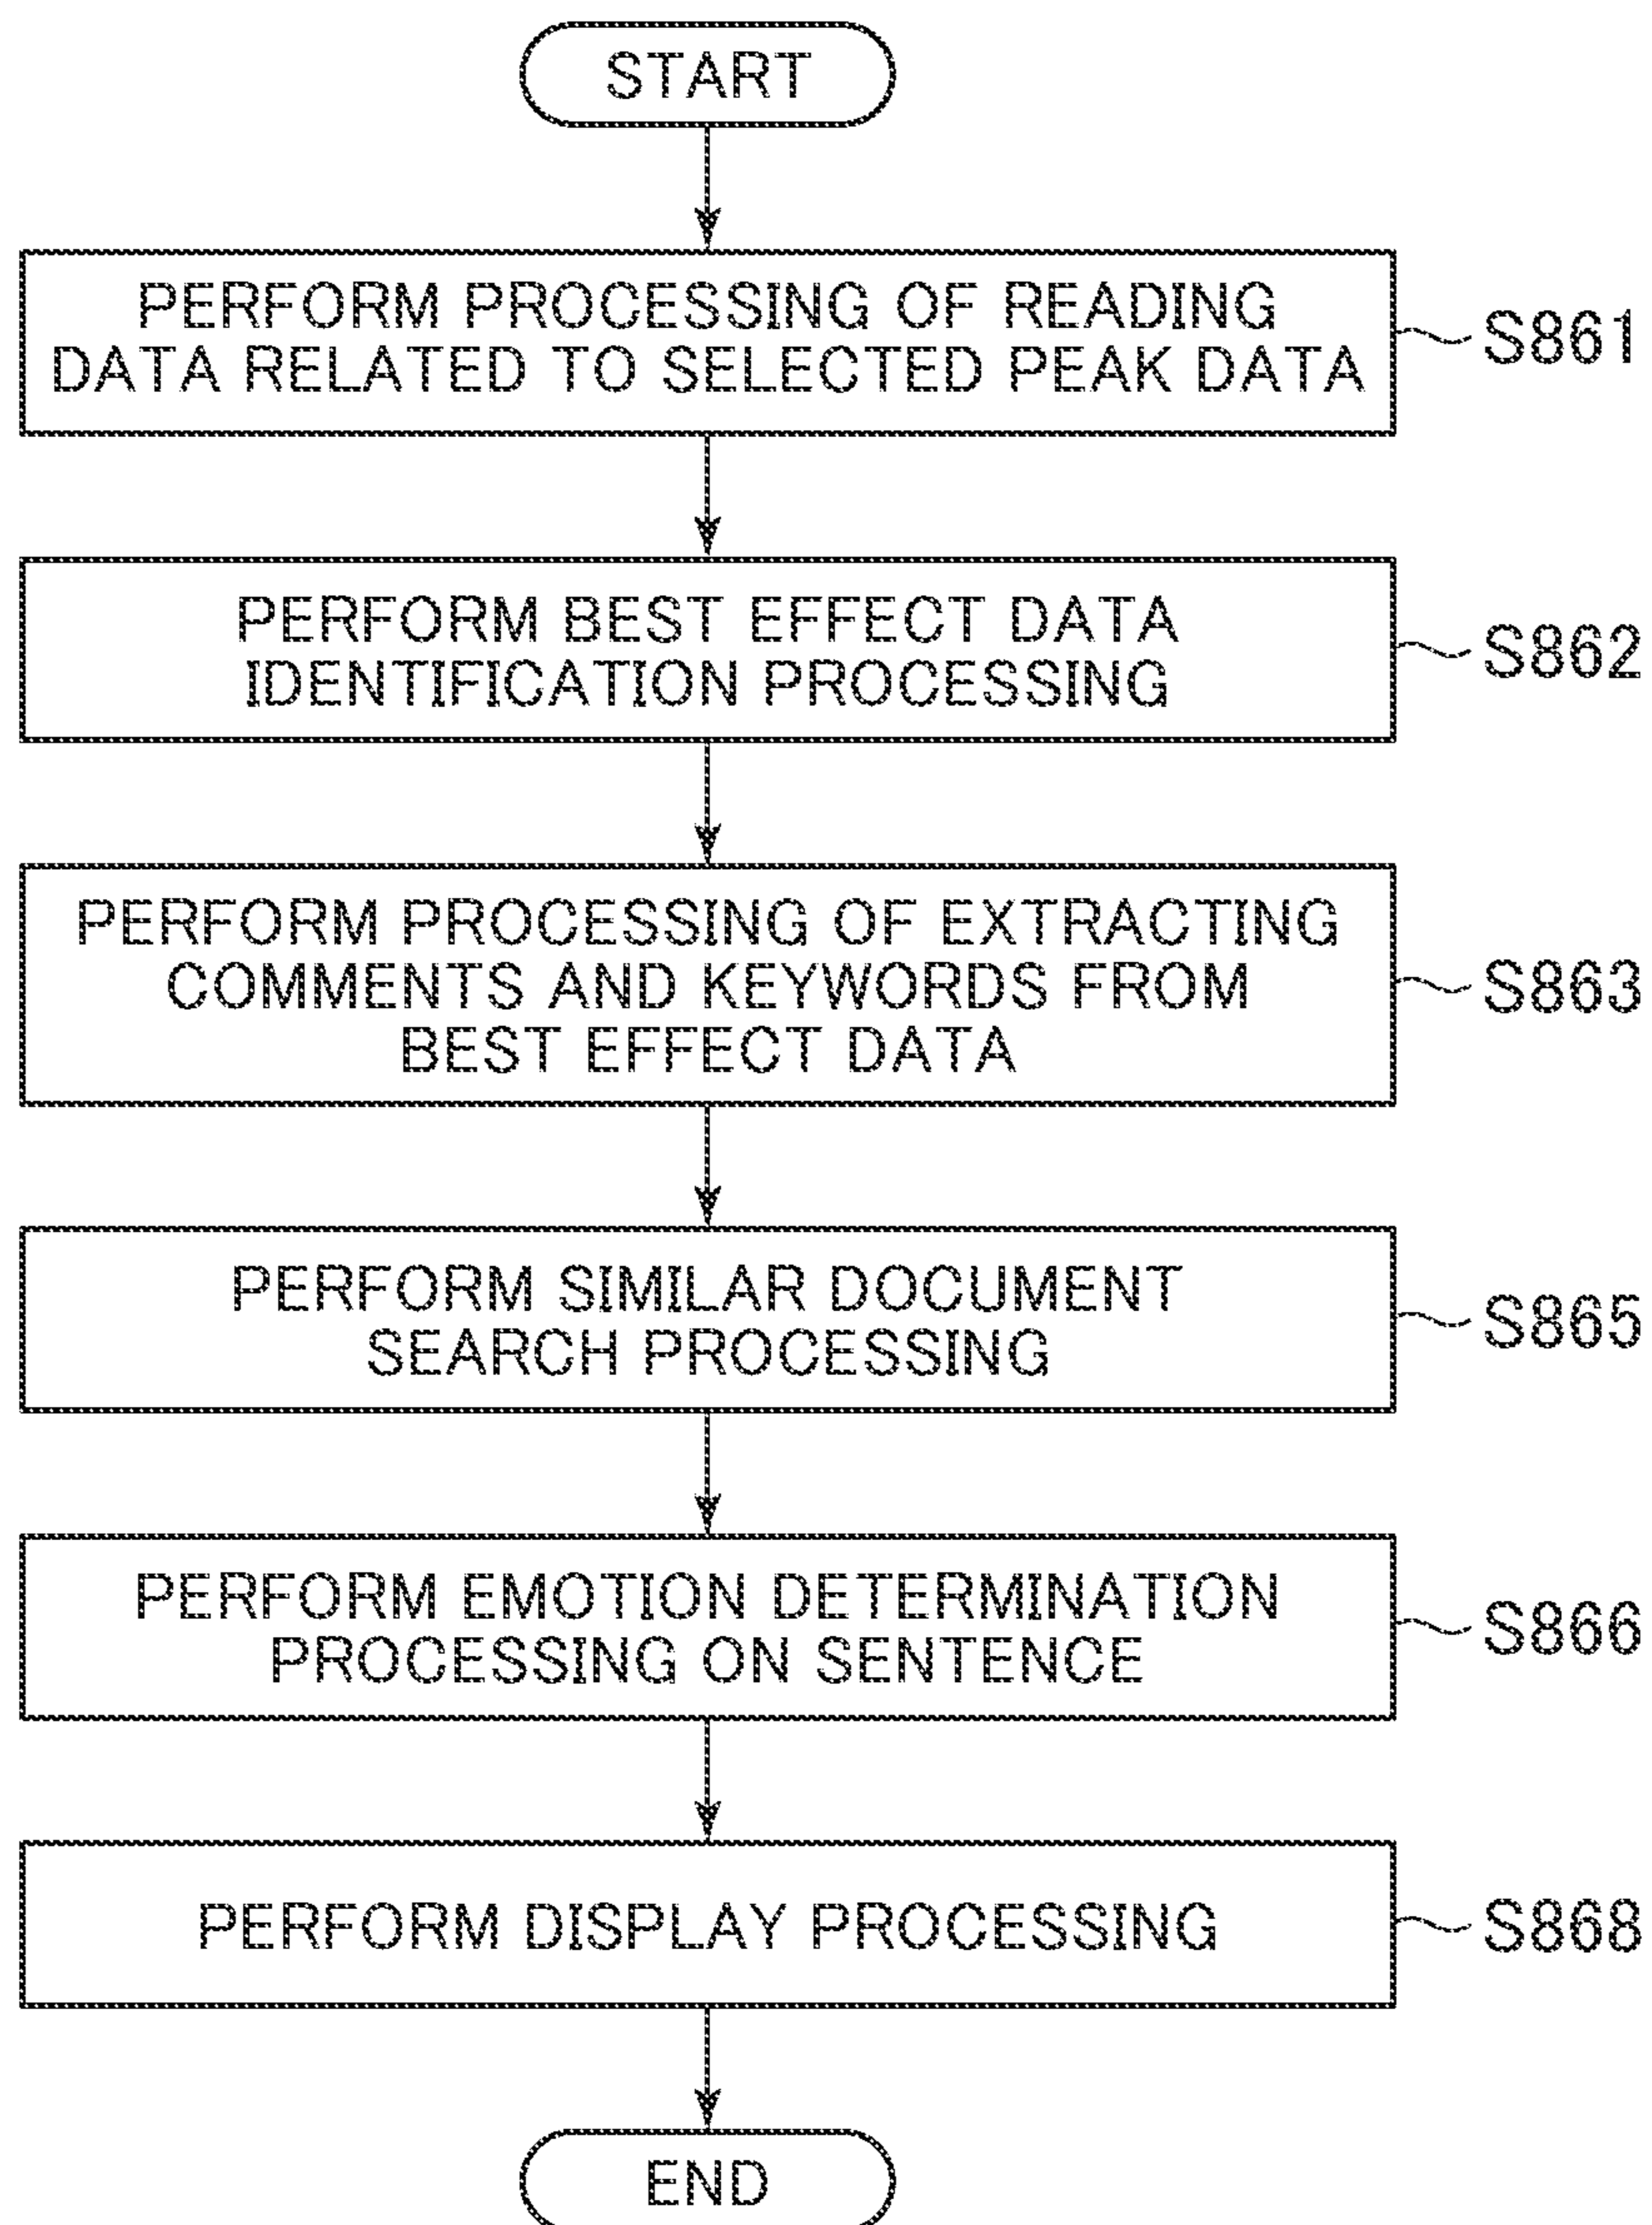 START
PERFORM PROCESSING OF READING
DATA RELATED TO SELECTED PEAK DATA
S861
PERFORM BEST EFFECT DATA
IDENTIFICATION PROCESSING
S862
PERFORM PROCESSING OF EXTRACTING
COMMENTS AND KEYWORDS FROM
BEST EFFECT DATA
S863
PERFORM SIMILAR DOCUMENT
SEARCH PROCESSING
S865
PERFORM EMOTION DETERMINATION
PROCESSING ON SENTENCE
S866
PERFORM DISPLAY PROCESSING
S868
END